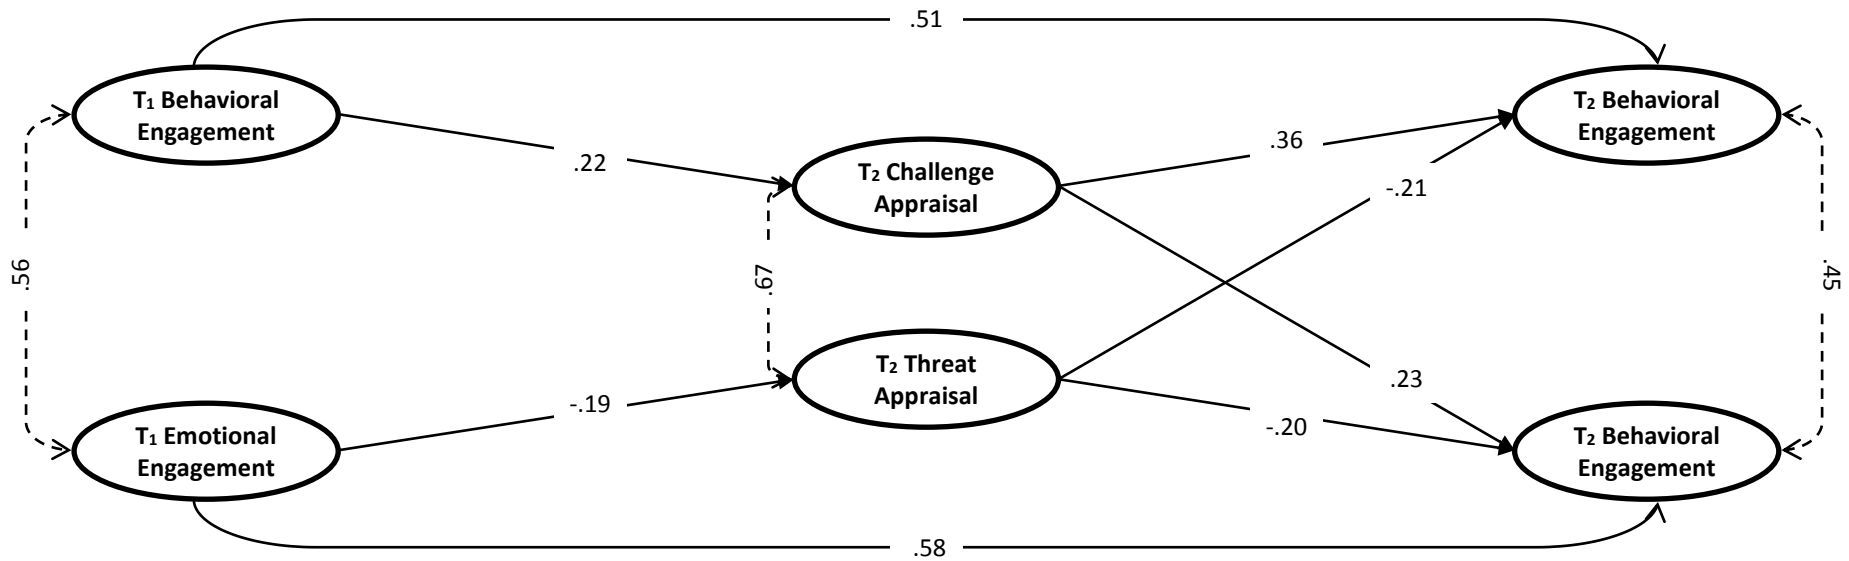 .51
T1 Behavioral
Engagement
T2 Behavioral
Engagement
.22
.36
T2 Challenge
Appraisal
-.21
.56
.67
.45
T2 Threat
Appraisal
.23
-.19
-.20
T1 Emotional
Engagement
T2 Behavioral
Engagement
.58